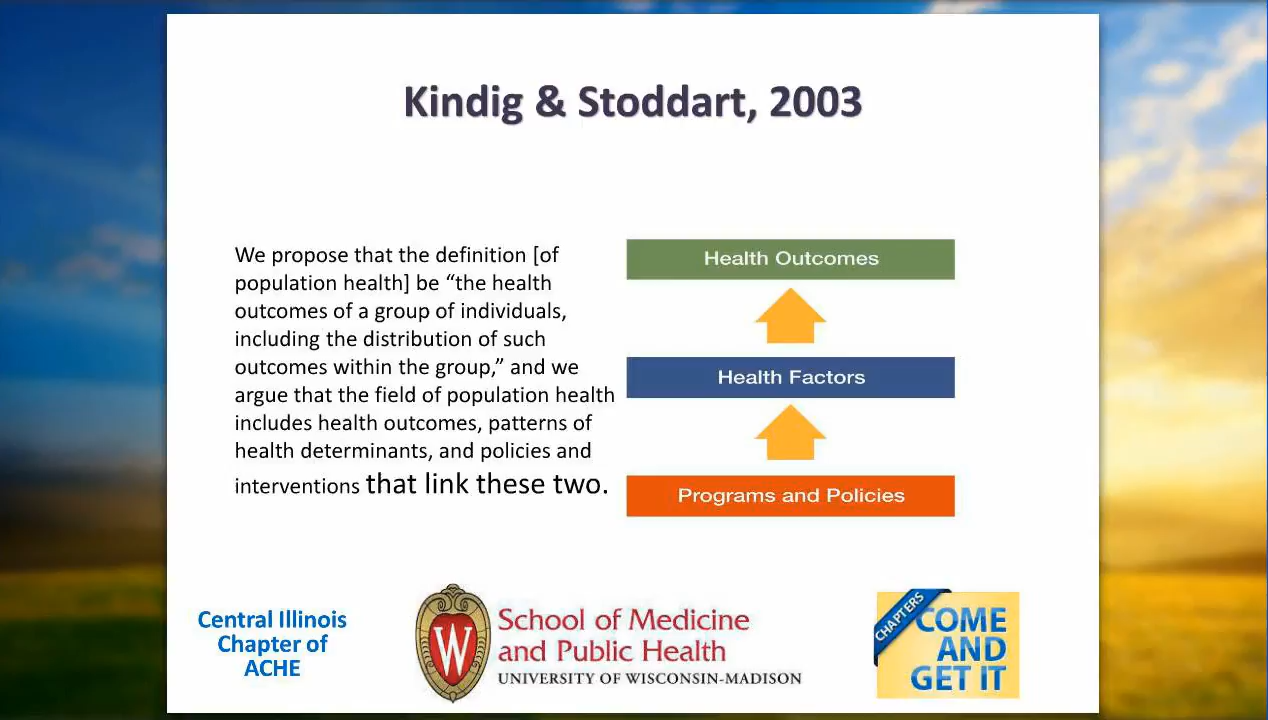 Kindig & Stoddart, 2003
We propose that the definition [of
population health] be “the health
outcomes of a group of individuals,
including the distribution of such
outcomes within the group,” and we
argue that the field of population health
includes health outcomes, patterns of
health determinants, and policies and
interventions that link these two.
Health Outcomes
Health Factors
Programs and Policies
Central Illinois
Chapter of
ACHE
W
School of Medicine
and Public Health
UNIVERSITY OF WISCONSIN-MADISON
CHAPTERS
COME
AND
GET IT